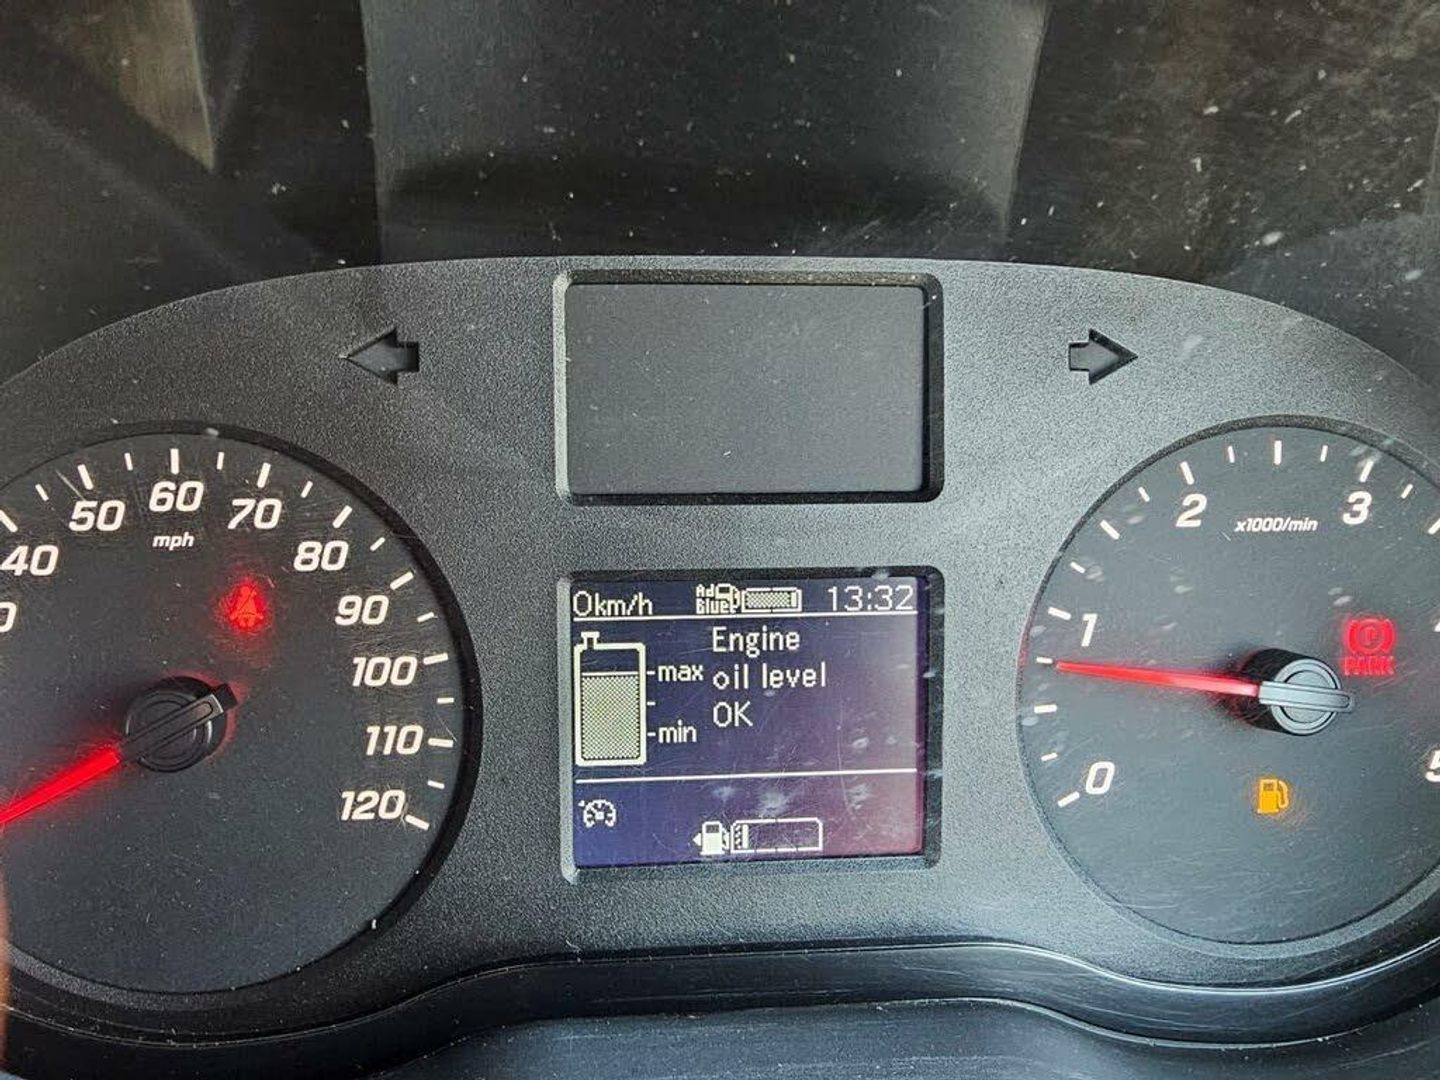 40
50
60
70
80
90
100
110
120
mph
0km/h
Ad
Blue
13:32
Engine
oil level
OK
max
min
0
1
2
3
x1000/min
PARK